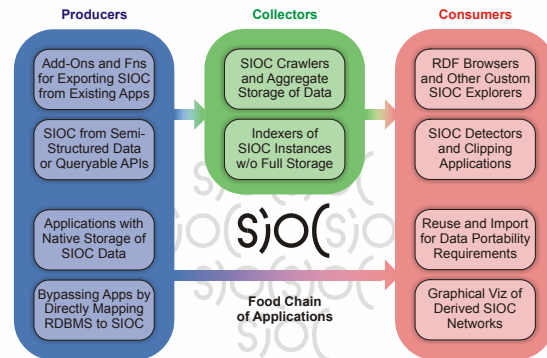 Producers
Collectors
Consumers
Add-Ons and Fns
for Exporting SIOC
from Existing Apps
SIOC from Semi-
Structured Data
or Queryable APIs
Applications with
Native Storage of
SIOC Data
Bypassing Apps by
Directly Mapping
RDBMS to SIOC
SIOC Crawlers
and Aggregate
Storage of Data
Indexers of
SIOC Instances
w/o Full Storage
sioc
Food Chain
of Applications
RDF Browsers
and Other Custom
SIOC Explorers
SIOC Detectors
and Clipping
Applications
Reuse and Import
for Data Portability
Requirements
Graphical Viz of
Derived SIOC
Networks